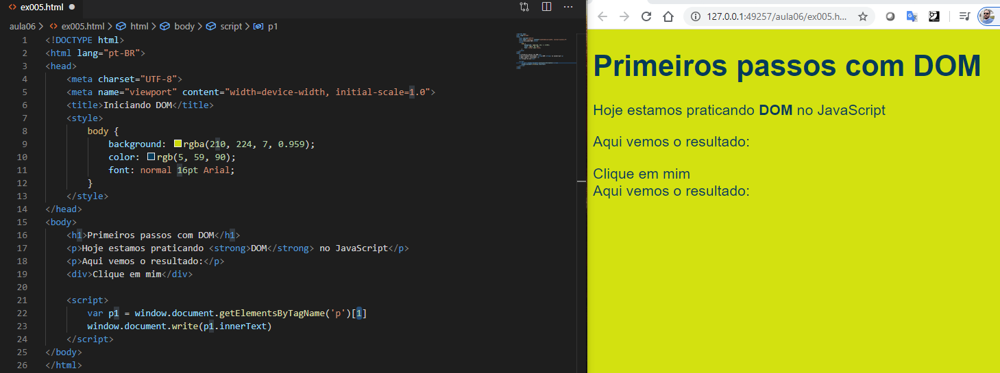 ex005.html
aula06 > ex005.html > html > body > script > p1
1 <!DOCTYPE html>
2 <html lang="pt-BR">
3 <head>
4 <meta charset="UTF-8">
5 <meta name="viewport" content="width=device-width, initial-scale=1.0">
6 <title>Iniciando DOM</title>
7 <style>
8 body {
9 background: rgba(210, 224, 7, 0.959);
10 color: rgb(5, 59, 90);
11 font: normal 16pt Arial;
12 }
13 </style>
14 </head>
15 <body>
16 <h1>Primeiros passos com DOM</h1>
17 <p>Hoje estamos praticando <strong>DOM</strong> no JavaScript</p>
18 <p>Aqui vemos o resultado:</p>
19 <div>Clique em mim</div>
20
21 <script>
22 var p1 = window.document.getElementsByTagName('p')[1]
23 window.document.write(p1.innerText)
24 </script>
25 </body>
26 </html>
127.0.0.1:49257/aula06/ex005.h...
Primeiros passos com DOM
Hoje estamos praticando DOM no JavaScript
Aqui vemos o resultado:
Clique em mim
Aqui vemos o resultado: